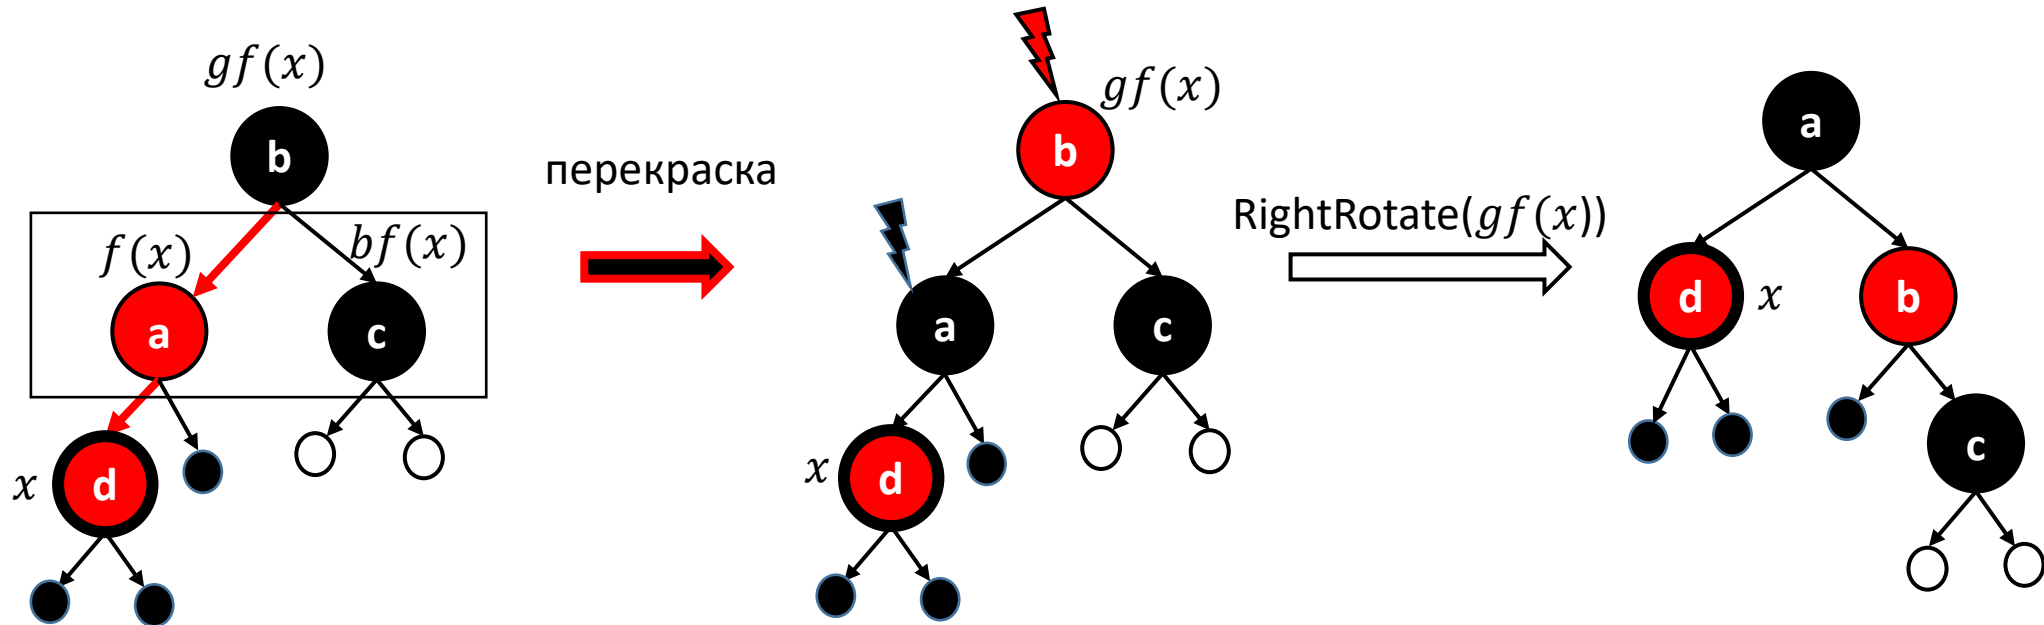 gf(x)
b
f(x)
bf(x)
a
c
x
d
перекраска
gf(x)
b
a
c
x
d
RightRotate(gf(x))
a
d
x
b
c